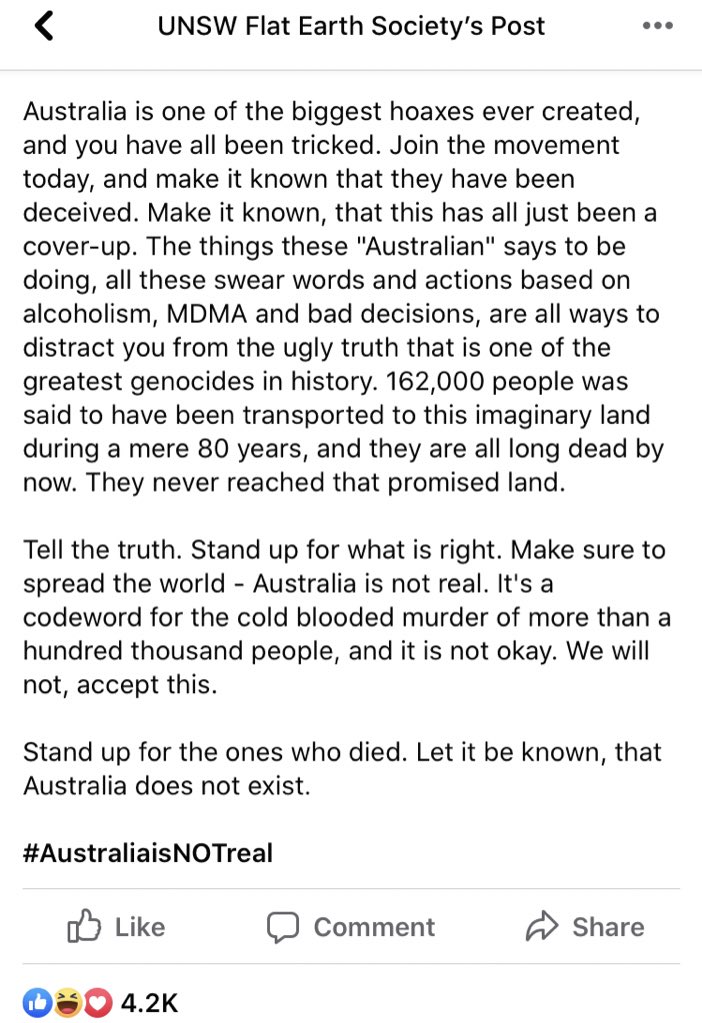 UNSW Flat Earth Society's Post
Australia is one of the biggest hoaxes ever created,
and you have all been tricked. Join the movement
today, and make it known that they have been
deceived. Make it known, that this has all just been a
cover-up. The things these "Australian" says to be
doing, all these swear words and actions based on
alcoholism, MDMA and bad decisions, are all ways to
distract you from the ugly truth that is one of the
greatest genocides in history. 162,000 people was
said to have been transported to this imaginary land
during a mere 80 years, and they are all long dead by
now. They never reached that promised land.
Tell the truth. Stand up for what is right. Make sure to
spread the world - Australia is not real. It's a
codeword for the cold blooded murder of more than a
hundred thousand people, and it is not okay. We will
not, accept this.
Stand up for the ones who died. Let it be known, that
Australia does not exist.
#AustraliaisNOTreal
Like Comment Share
4.2K